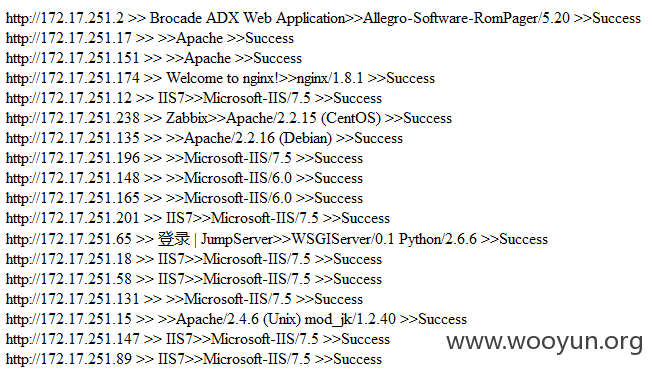 http://172.17.251.2 >> Brocade ADX Web Application>>Allegro-Software-RomPager/5.20 >>Success
http://172.17.251.17 >> >>Apache >>Success
http://172.17.251.151 >> >>Apache >>Success
http://172.17.251.174 >> Welcome to nginx!>>nginx/1.8.1 >>Success
http://172.17.251.12 >> IIS7>>Microsoft-IIS/7.5 >>Success
http://172.17.251.238 >> Zabbix>>Apache/2.2.15 (CentOS) >>Success
http://172.17.251.135 >> >>Apache/2.2.16 (Debian) >>Success
http://172.17.251.196 >> >>Microsoft-IIS/7.5 >>Success
http://172.17.251.148 >> >>Microsoft-IIS/6.0 >>Success
http://172.17.251.165 >> >>Microsoft-IIS/6.0 >>Success
http://172.17.251.201 >> IIS7>>Microsoft-IIS/7.5 >>Success
http://172.17.251.65 >> 登录 | JumpServer>>WSGIServer/0.1 Python/2.6.6 >>Success
http://172.17.251.18 >> IIS7>>Microsoft-IIS/7.5 >>Success
http://172.17.251.58 >> IIS7>>Microsoft-IIS/7.5 >>Success
http://172.17.251.131 >> >>Microsoft-IIS/7.5 >>Success
http://172.17.251.15 >> >>Apache/2.4.6 (Unix) mod_jk/1.2.40 >>Success
http://172.17.251.147 >> IIS7>>Microsoft-IIS/7.5 >>Success
http://172.17.251.89 >> IIS7>>Microsoft-IIS/7.5 >>Success
www.wooyun.org